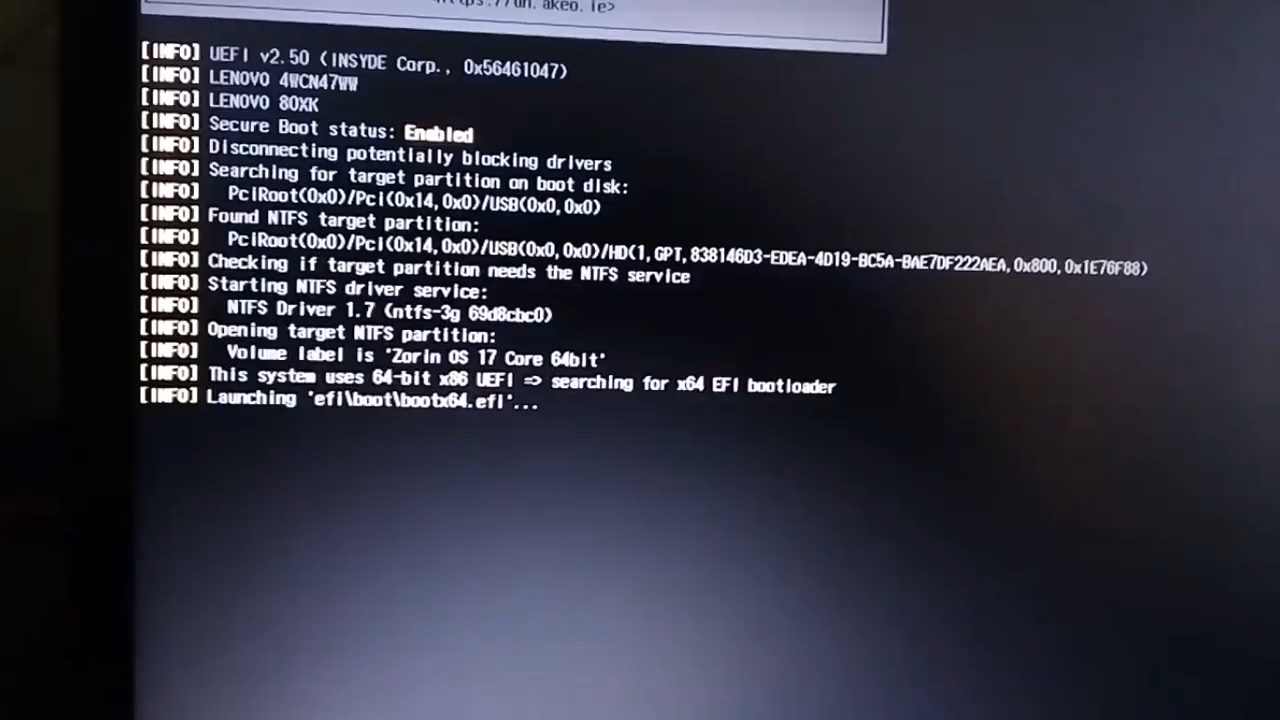 akeo. ie>
[INFO] UEFI v2.50 (INSYDE Corp., 0x56461047)
[INFO] LENOVO 4WCN47WW
[INFO] LENOVO 80XK
[INFO] Secure Boot status: Enabled
[INFO] Disconnecting potentially blocking drivers
[INFO] Searching for target partition on boot disk:
[INFO] PciRoot(0x0)/Pci(0x14,0x0)/USB(0x0,0x0)
[INFO] Found NTFS target partition:
[INFO] PciRoot(0x0)/Pci(0x14,0x0)/USB(0x0,0x0)/HD(1,GPT,838146D3-EDEA-4D19-BC5A-BAE7DF222AEA,0x800,0x1E76F88)
[INFO] Checking if target partition needs the NTFS service
[INFO] Starting NTFS driver service:
[INFO] NTFS Driver 1.7 (ntfs-3g 69d8cbc0)
[INFO] Opening target NTFS partition:
[INFO] Volume label is 'Zorin OS 17 Core 64bit'
[INFO] This system uses 64-bit x86 UEFI => searching for x64 EFI bootloader
[INFO] Launching 'efi\boot\bootx64.efi'...